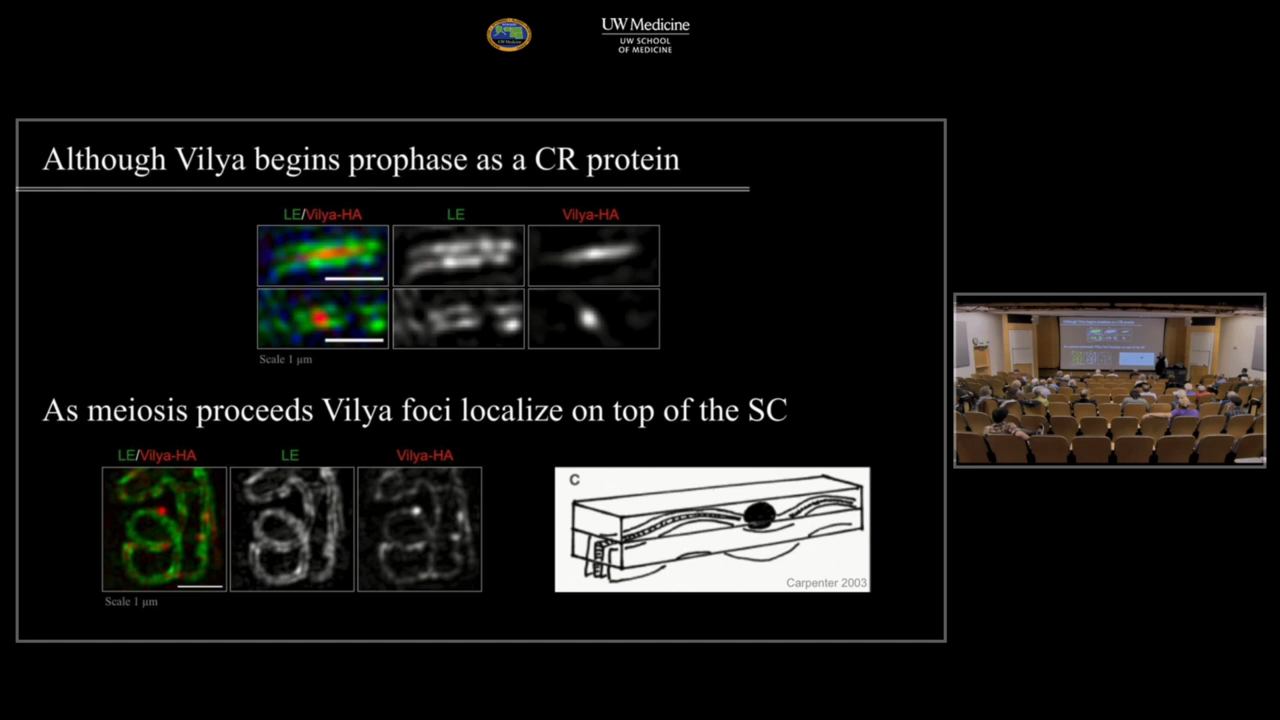 UW Medicine
UW SCHOOL
OF MEDICINE
UW Medicine
Although Vilya begins prophase as a CR protein
LE/Vilya-HA LE Vilya-HA
Scale 1 μm
As meiosis proceeds Vilya foci localize on top of the SC
LE/Vilya-HA LE Vilya-HA
C
Carpenter 2003
Scale 1 μm